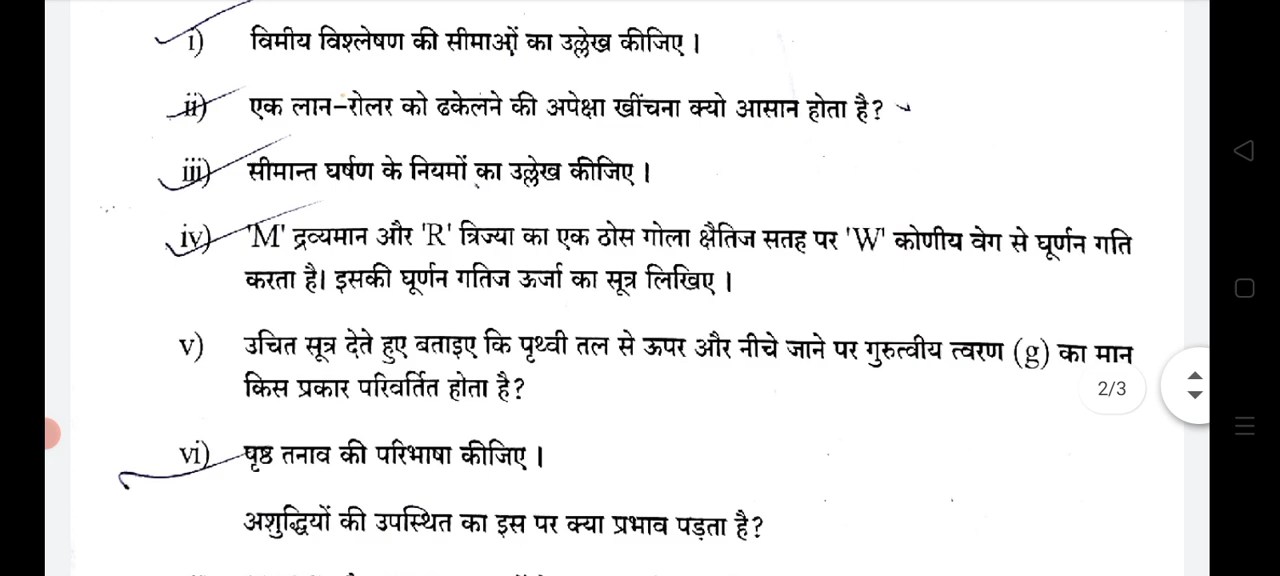 i) विमीय विश्लेषण की सीमाओं का उल्लेख कीजिए।
ii) एक लान-रोलर को ढकेलने की अपेक्षा खींचना क्यो आसान होता है?
iii) सीमान्त घर्षण के नियमों का उल्लेख कीजिए।
iv) 'M' द्रव्यमान और 'R' त्रिज्या का एक ठोस गोला क्षैतिज सतह पर 'W' कोणीय वेग से घूर्णन गति
करता है। इसकी घूर्णन गतिज ऊर्जा का सूत्र लिखिए।
v) उचित सूत्र देते हुए बताइए कि पृथ्वी तल से ऊपर और नीचे जाने पर गुरुत्वीय त्वरण (g) का मान
किस प्रकार परिवर्तित होता है?
2/3
vi) पृष्ठ तनाव की परिभाषा कीजिए।
अशुद्धियों की उपस्थित का इस पर क्या प्रभाव पड़ता है?